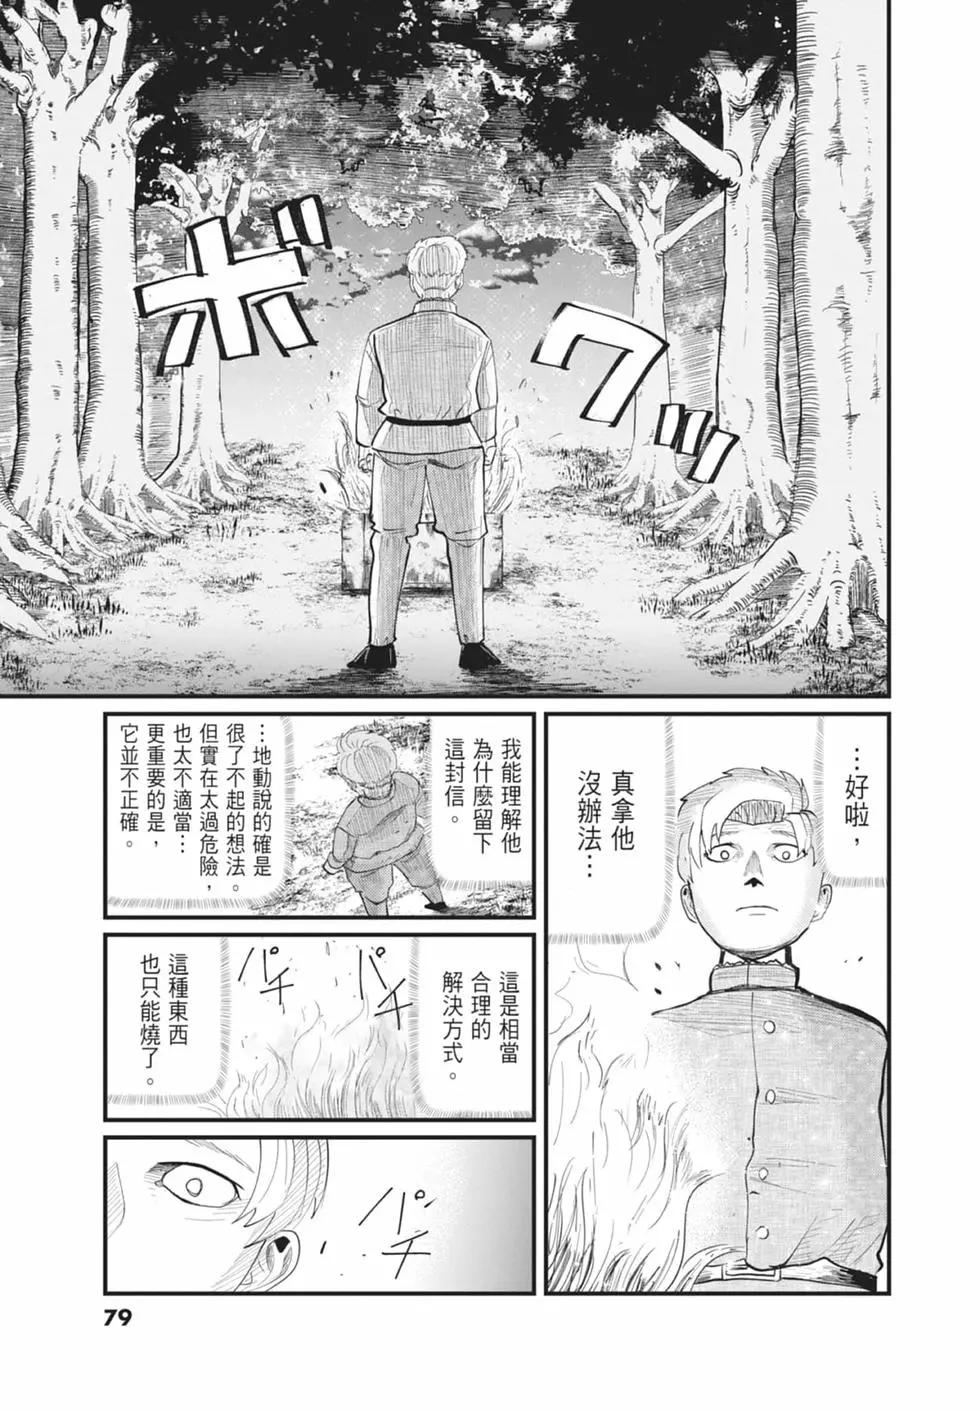 ボワッ
…好啦，
真拿他
沒辦法…
我能理解他
為什麼留下
這封信。
…地動說的確是
很了不起的想法。
但實在太過危險，
也太不適當…
更重要的是，
它並不正確。
這是相當
合理的
解決方式。
パチ
パチ
這種東西
也只能燒了。
パチ
79